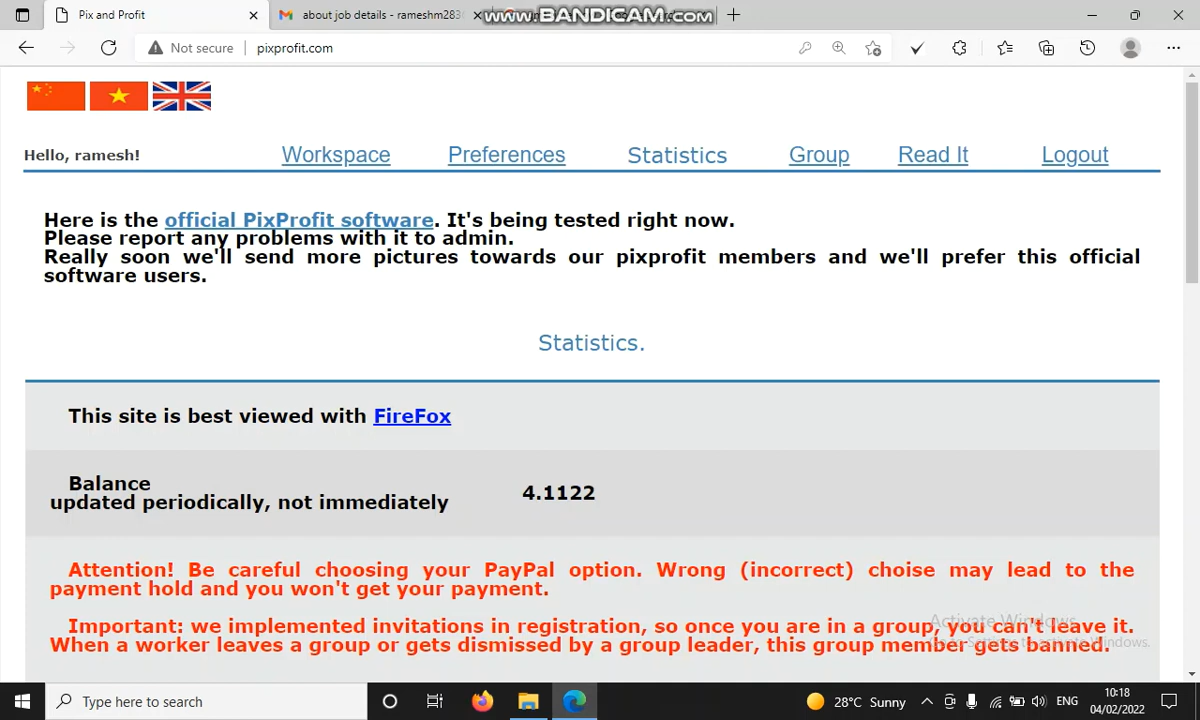 Pix and Profit
about job details - rameshm283
www.BANDICAM.com
Not secure
pixprofit.com
Hello, ramesh!
Workspace
Preferences
Statistics
Group
Read It
Logout
Here is the official PixProfit software. It's being tested right now.
Please report any problems with it to admin.
Really soon we'll send more pictures towards our pixprofit members and we'll prefer this official
software users.
Statistics.
This site is best viewed with FireFox
Balance
updated periodically, not immediately
4.1122
Attention! Be careful choosing your PayPal option. Wrong (incorrect) choise may lead to the
payment hold and you won't get your payment.
Important: we implemented invitations in registration, so once you are in a group, you can't leave it.
When a worker leaves a group or gets dismissed by a group leader, this group member gets banned.
Activate Windows
Go to Settings to activate Windows.
Type here to search
28°C Sunny
ENG
10:18
04/02/2022